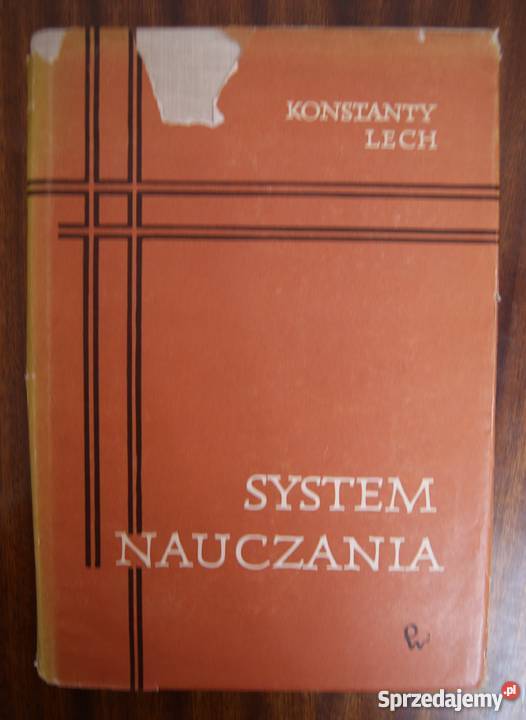 KONSTANTY
LECH
SYSTEM
NAUCZANIA
Sprzedajemy.pl